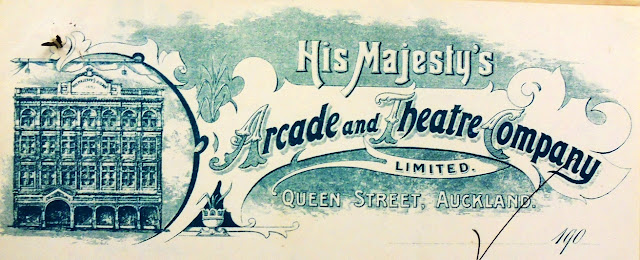 His Majesty's
Arcade and Theatre Company
LIMITED.
QUEEN STREET, AUCKLAND.
190